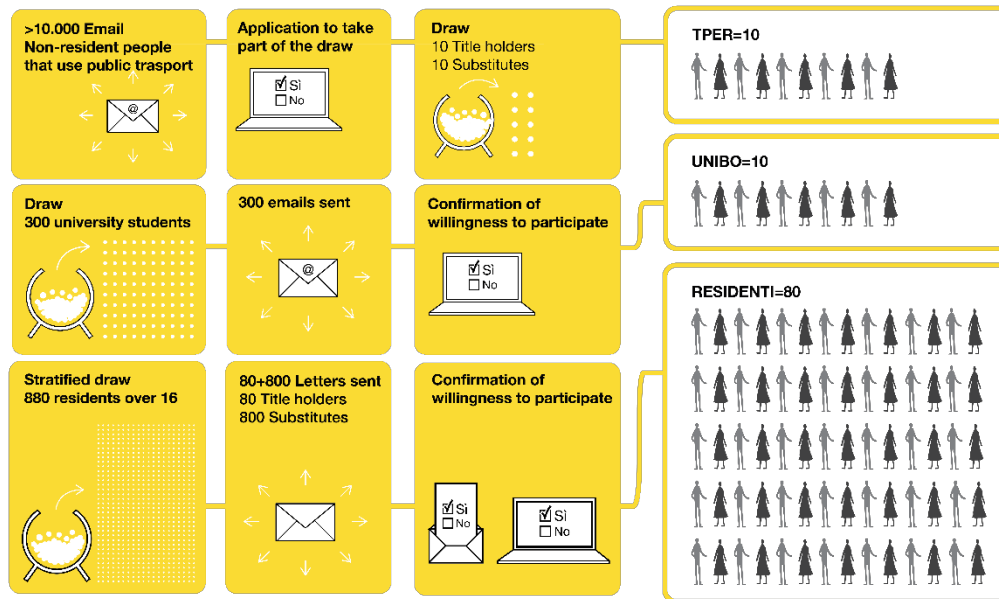 >10.000 Email
Non-resident people
that use public trasport
@
Application to take
part of the draw
Sì
No
Draw
10 Title holders
10 Substitutes
TPER=10
Draw
300 university students
300 emails sent
@
Confirmation of
willingness to participate
Sì
No
UNIBO=10
Stratified draw
880 residents over 16
80+800 Letters sent
80 Title holders
800 Substitutes
Confirmation of
willingness to participate
Sì
No
Sì
No
RESIDENTI=80